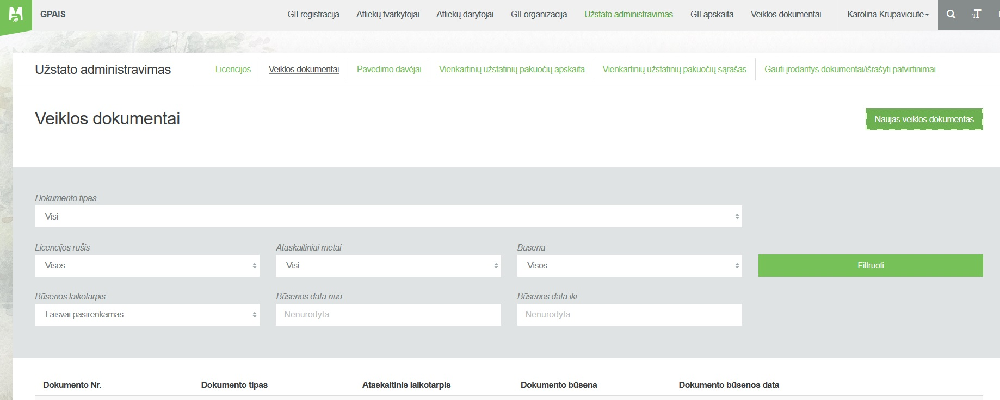 GPAIS GII registracija Atliekų tvarkytojai Atliekų darytojai GII organizacija Užstato administravimas GII apskaita Veiklos dokumentai Karolina Krupaviciute
Užstato administravimas Licencijos Veiklos dokumentai Pavedimo davėjai Vienkartinių užstatinių pakuočių apskaita Vienkartinių užstatinių pakuočių sąrašas Gauti įrodantys dokumentai/išrašyti patvirtinimai
Veiklos dokumentai Naujas veiklos dokumentas
Dokumento tipas
Visi
Licencijos rūšis Ataskaitiniai metai Būsena
Visos Visi Visos Filtruoti
Būsenos laikotarpis Būsenos data nuo Būsenos data iki
Laisvai pasirenkamas Nenurodyta Nenurodyta
Dokumento Nr. Dokumento tipas Ataskaitinis laikotarpis Dokumento būsena Dokumento būsenos data